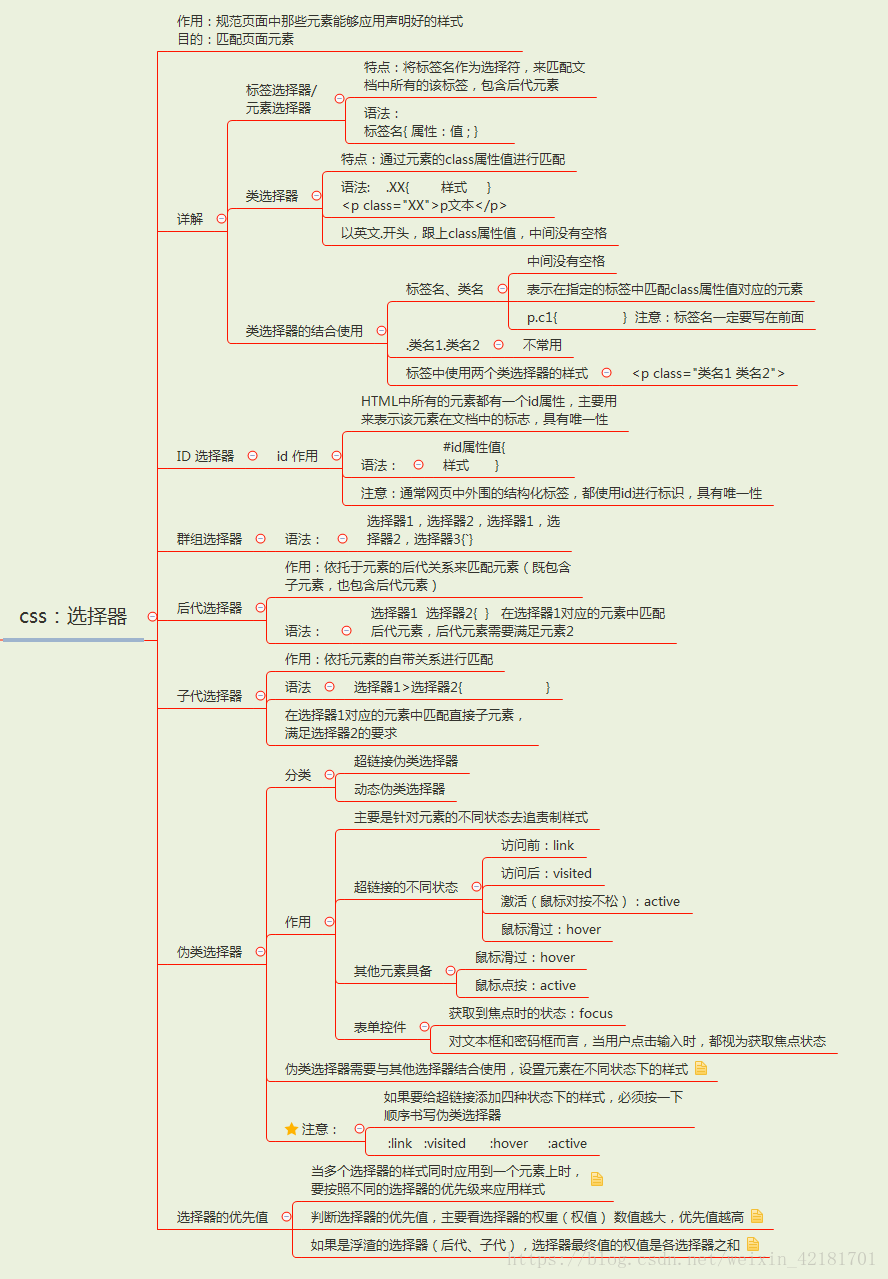 作用：规范页面中那些元素能够应用声明好的样式
目的：匹配页面元素
详解
标签选择器/
元素选择器
特点：将标签名作为选择符，来匹配文
档中所有的该标签，包含后代元素
语法：
标签名{ 属性：值 ; }
类选择器
特点：通过元素的class属性值进行匹配
语法: .XX{ 样式 }
<p class="XX">p文本</p>
以英文.开头，跟上class属性值，中间没有空格
类选择器的结合使用
标签名、类名
中间没有空格
表示在指定的标签中匹配class属性值对应的元素
p.c1{ } 注意：标签名一定要写在前面
.类名1.类名2
不常用
标签中使用两个类选择器的样式
<p class="类名1 类名2">
ID 选择器
id 作用
HTML中所有的元素都有一个id属性，主要用
来表示该元素在文档中的标志，具有唯一性
语法：
#id属性值{
样式 }
注意：通常网页中外围的结构化标签，都使用id进行标识，具有唯一性
群组选择器
语法：
选择器1，选择器2，选择器1，选
择器2，选择器3{`}
css：选择器
后代选择器
作用：依托于元素的后代关系来匹配元素（既包含
子元素，也包含后代元素）
语法：
选择器1 选择器2{ } 在选择器1对应的元素中匹配
后代元素，后代元素需要满足元素2
子代选择器
作用：依托元素的自带关系进行匹配
语法
选择器1>选择器2{ }
在选择器1对应的元素中匹配直接子元素，
满足选择器2的要求
伪类选择器
分类
超链接伪类选择器
动态伪类选择器
作用
主要是针对元素的不同状态去追责制样式
超链接的不同状态
访问前：link
访问后：visited
激活（鼠标对按不松）：active
鼠标滑过：hover
其他元素具备
鼠标滑过：hover
鼠标点按：active
表单控件
获取到焦点时的状态：focus
对文本框和密码框而言，当用户点击输入时，都视为获取焦点状态
伪类选择器需要与其他选择器结合使用，设置元素在不同状态下的样式
注意：
如果要给超链接添加四种状态下的样式，必须按一下
顺序书写伪类选择器
:link :visited :hover :active
选择器的优先值
当多个选择器的样式同时应用到一个元素上时，
要按照不同的选择器的优先级来应用样式
判断选择器的优先值，主要看选择器的权重（权值） 数值越大，优先值越高
如果是浮渣的选择器（后代、子代），选择器最终值的权值是各选择器之和
https://blog.csdn.net/weixin_42181701